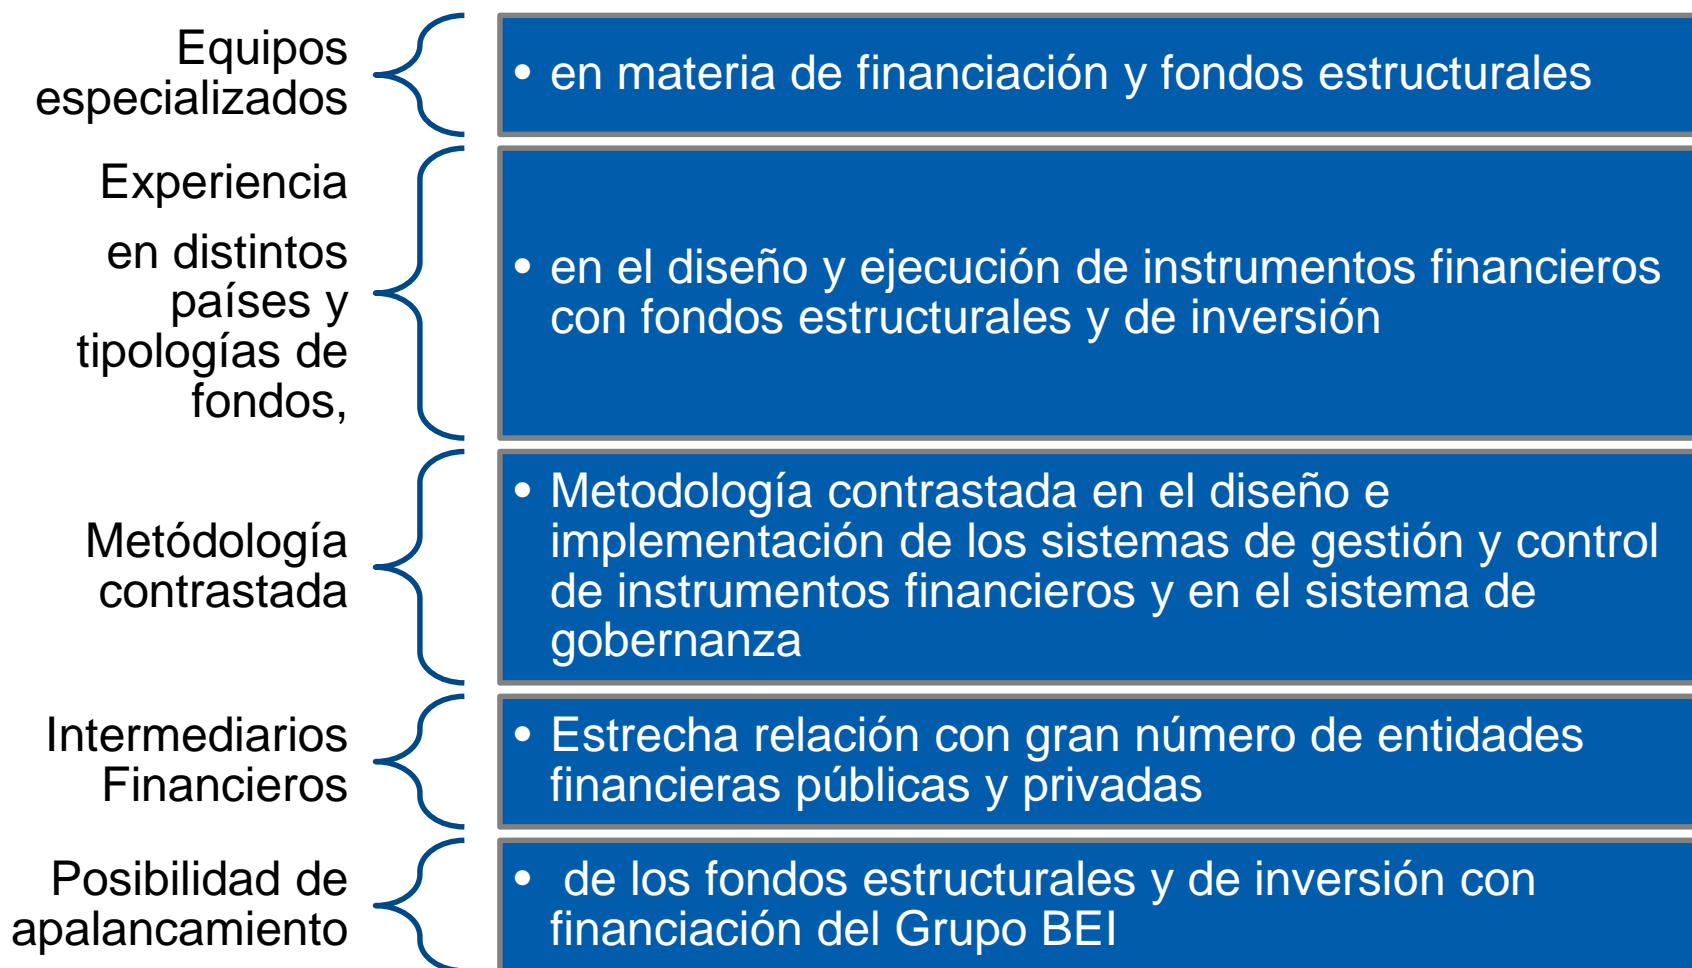 Equipos
especializados
• en materia de financiación y fondos estructurales
Experiencia
en distintos
países y
tipologías de
fondos,
• en el diseño y ejecución de instrumentos financieros
con fondos estructurales y de inversión
Metódología
contrastada
• Metodología contrastada en el diseño e
implementación de los sistemas de gestión y control
de instrumentos financieros y en el sistema de
gobernanza
Intermediarios
Financieros
• Estrecha relación con gran número de entidades
financieras públicas y privadas
Posibilidad de
apalancamiento
• de los fondos estructurales y de inversión con
financiación del Grupo BEI